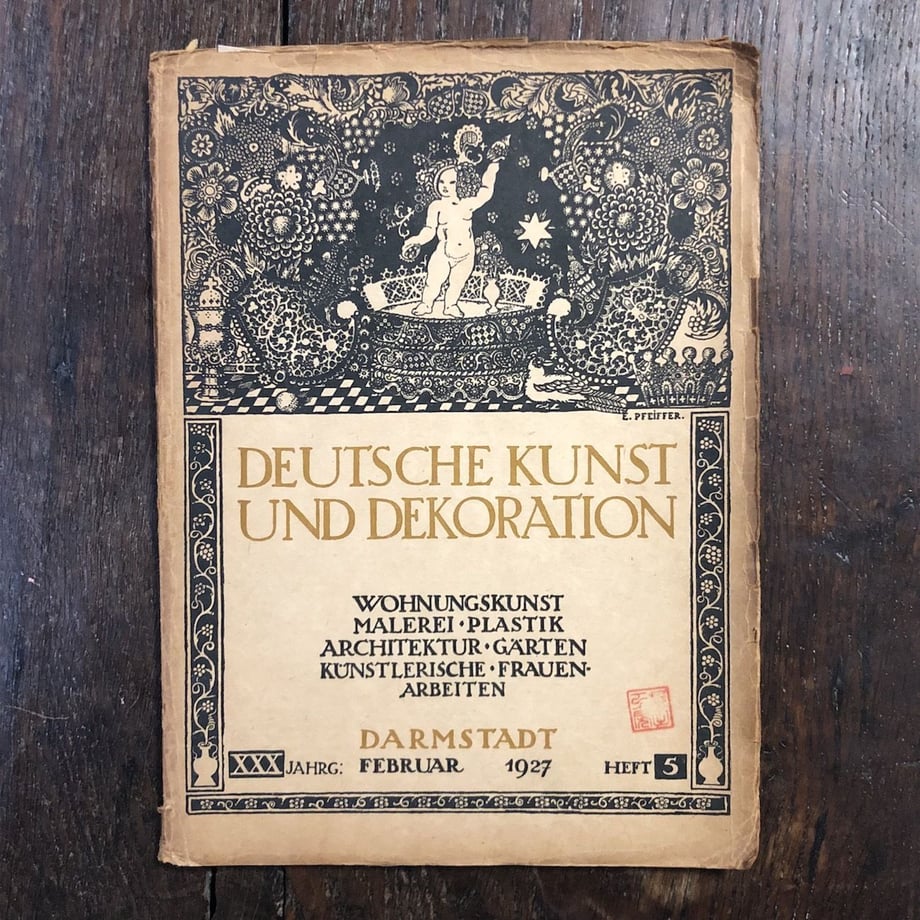 E. PFEIFFER.
DEUTSCHE KUNST
UND DEKORATION
WOHNUNGSKUNST
MALEREI·PLASTIK
ARCHITEKTUR·GÄRTEN
KÜNSTLERISCHE·FRAUEN-
ARBEITEN
DARMSTADT
XXX JAHRG: FEBRUAR 1927 HEFT 5